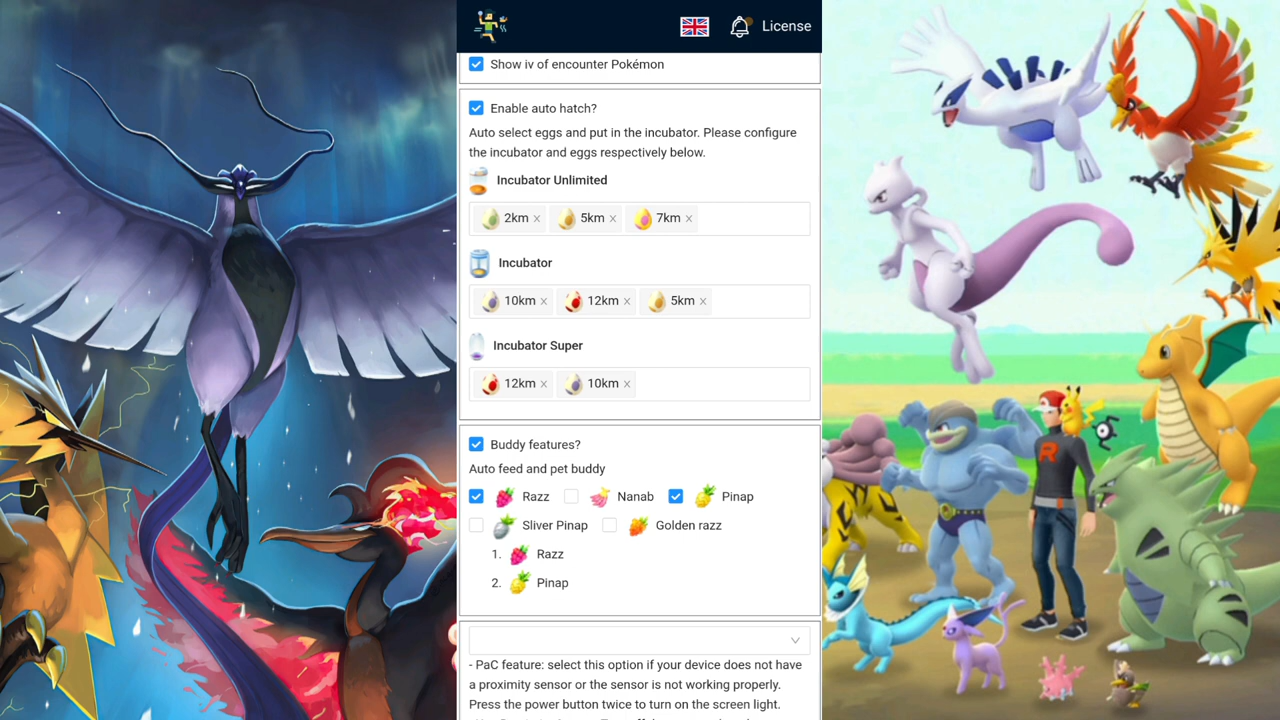 License
Show iv of encounter Pokémon
Enable auto hatch?
Auto select eggs and put in the incubator. Please configure
the incubator and eggs respectively below.
Incubator Unlimited
2km × 5km × 7km ×
Incubator
10km × 12km × 5km ×
Incubator Super
12km × 10km ×
Buddy features?
Auto feed and pet buddy
Razz Nanab Pinap
Sliver Pinap Golden razz
1. Razz
2. Pinap
- PaC feature: select this option if your device does not have
a proximity sensor or the sensor is not working properly.
Press the power button twice to turn on the screen light.
R